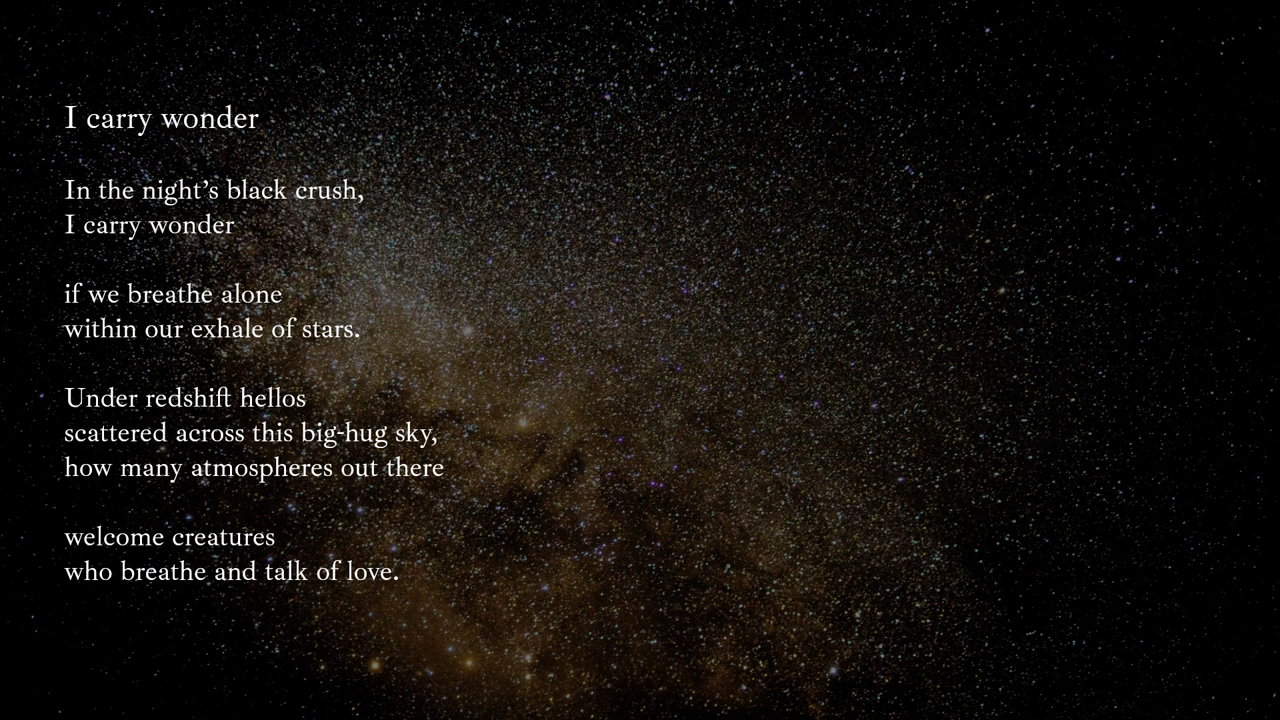 I carry wonder
In the night’s black crush,
I carry wonder
if we breathe alone
within our exhale of stars.
Under redshift hellos
scattered across this big-hug sky,
how many atmospheres out there
welcome creatures
who breathe and talk of love.